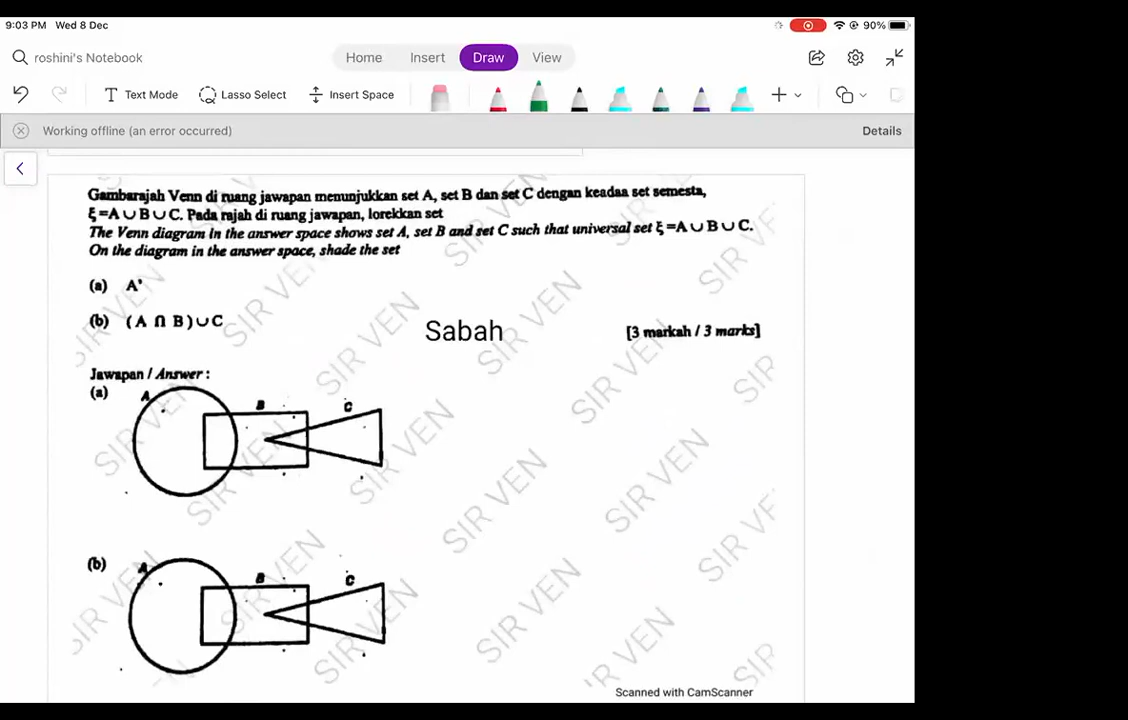 9:03 PM Wed 8 Dec
90%
roshini's Notebook
Home Insert Draw View
Text Mode Lasso Select Insert Space
Working offline (an error occurred) Details
Gambarajah Venn di ruang jawapan menunjukkan set A, set B dan set C dengan keadaa set semesta,
ξ =A ∪ B ∪ C. Pada rajah di ruang jawapan, lorekkan set
The Venn diagram in the answer space shows set A, set B and set C such that universal set ξ =A ∪ B ∪ C.
On the diagram in the answer space, shade the set
(a) A'
(b) (A ∩ B)∪C
Sabah
[3 markah / 3 marks]
Jawapan / Answer :
(a)
A B C
(b)
A B C
SIR VEN
Scanned with CamScanner